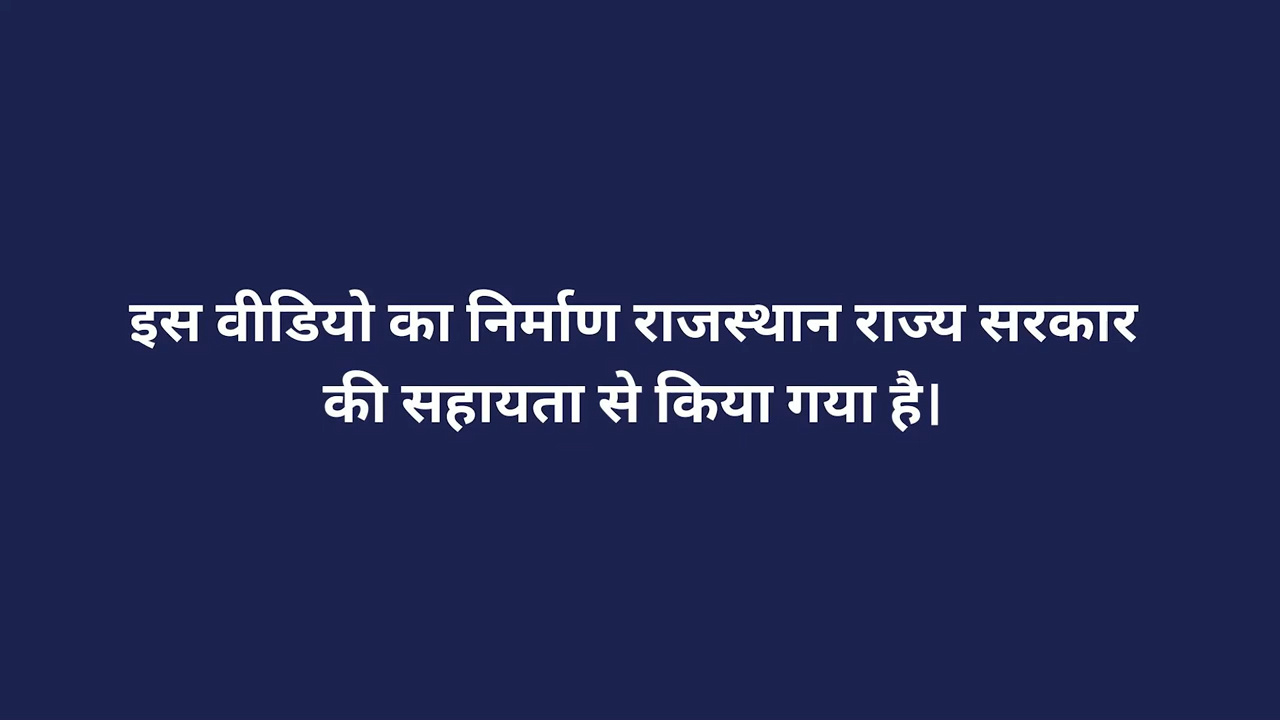 इस वीडियो का निर्माण राजस्थान राज्य सरकार
की सहायता से किया गया है।